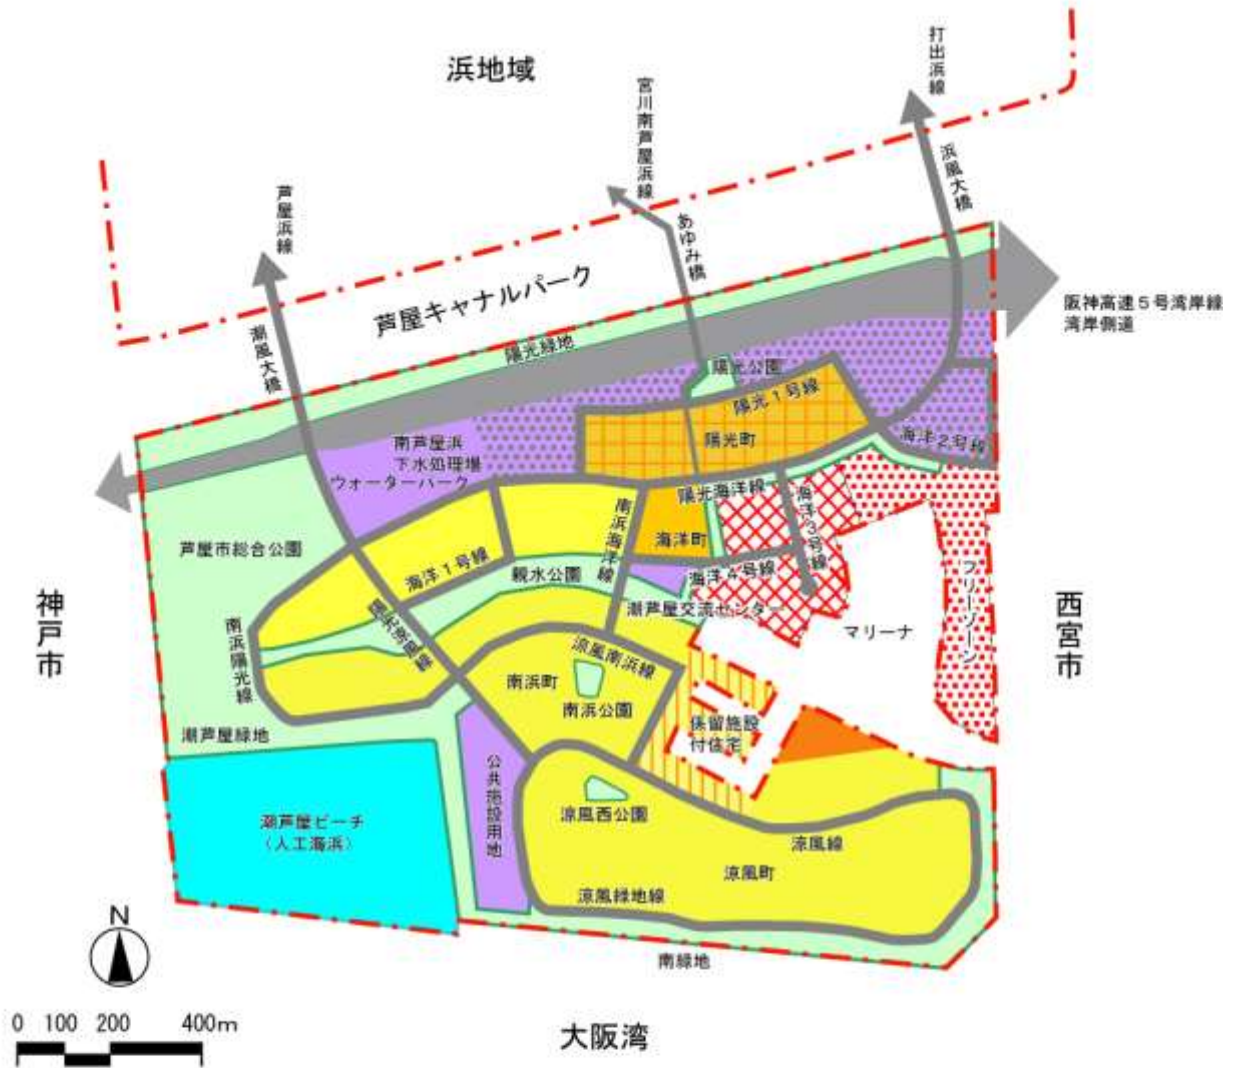 浜地域
打出浜線
宮川南芦屋浜線
浜風大橋
芦屋浜線
あゆみ橋
芦屋キャナルパーク
阪神高速5号湾岸線
湾岸側道
潮風大橋
陽光緑地
陽光公園
陽光1号線
陽光町
海洋2号線
南芦屋浜
下水処理場
ウォーターパーク
陽光海洋線
海洋3号線
南浜海洋線
海洋町
芦屋市総合公園
海洋1号線
親水公園
海洋4号線
潮芦屋交流センター
フリーゾーン
マリーナ
神戸市
西宮市
南浜陽光線
涼風南浜線
南浜町
南浜公園
係留施設
付住宅
潮芦屋緑地
公共施設用地
潮芦屋ビーチ
(人工海浜)
涼風西公園
涼風線
涼風町
涼風緑地線
南緑地
N
0 100 200 400m
大阪湾